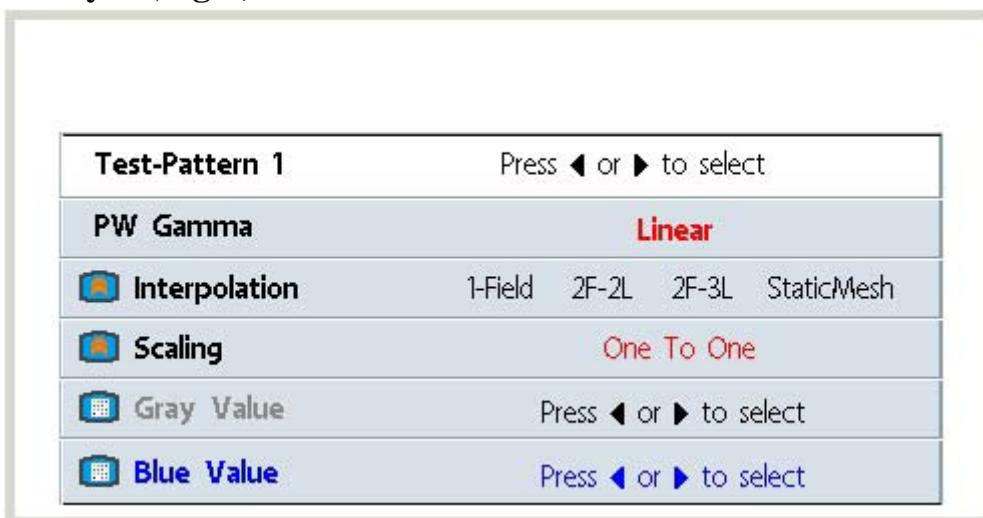 Test-Pattern 1 Press ◀ or ▶ to select
PW Gamma Linear
Interpolation 1-Field 2F-2L 2F-3L StaticMesh
Scaling One To One
Gray Value Press ◀ or ▶ to select
Blue Value Press ◀ or ▶ to select